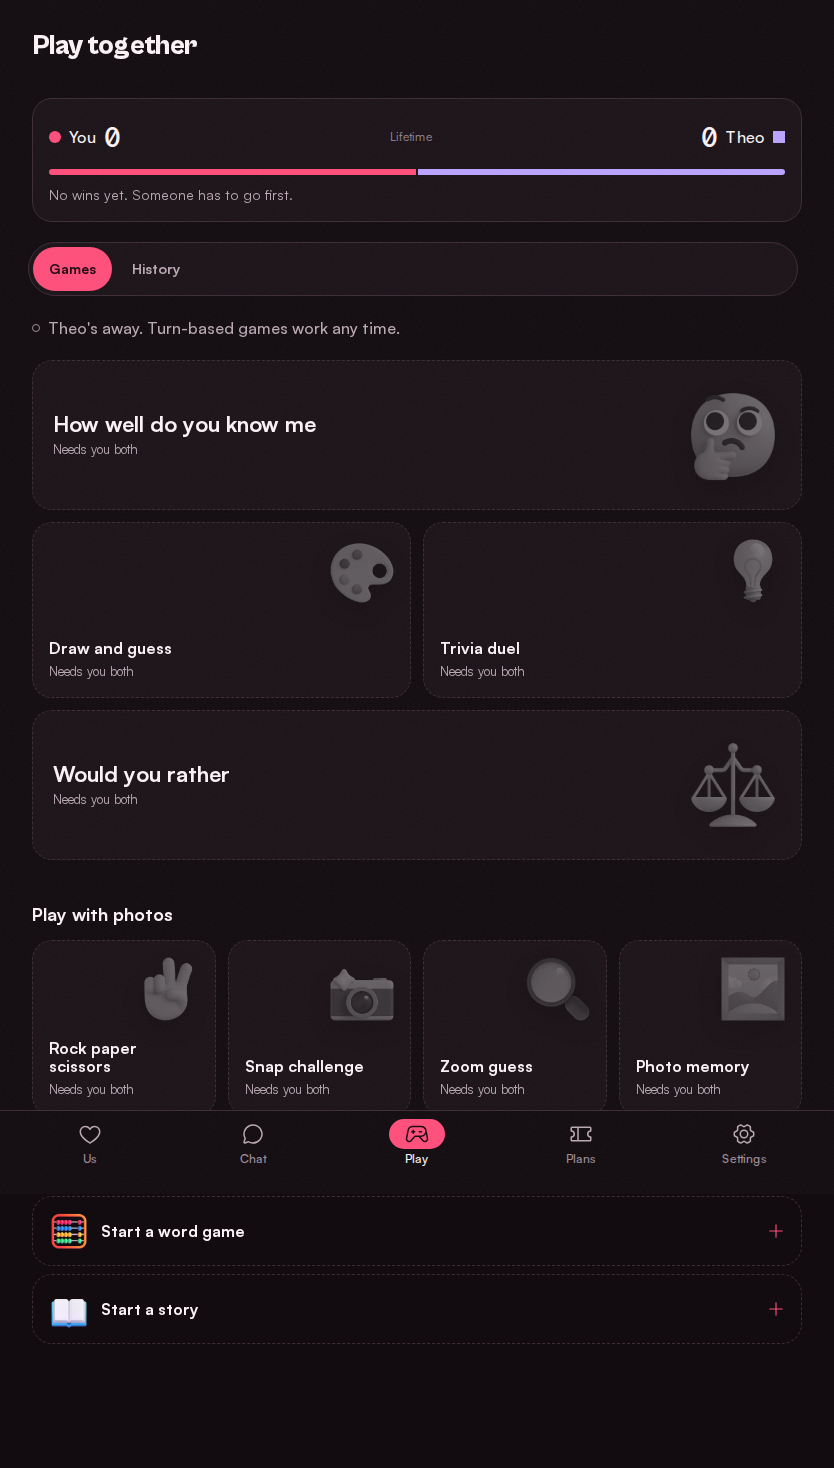 Play together
You 0
Lifetime
0 Theo
No wins yet. Someone has to go first.
Games
History
Theo's away. Turn-based games work any time.
How well do you know me
Needs you both
Draw and guess
Needs you both
Trivia duel
Needs you both
Would you rather
Needs you both
Play with photos
Rock paper
scissors
Needs you both
Snap challenge
Needs you both
Zoom guess
Needs you both
Photo memory
Needs you both
Us
Chat
Play
Plans
Settings
Start a word game
Start a story